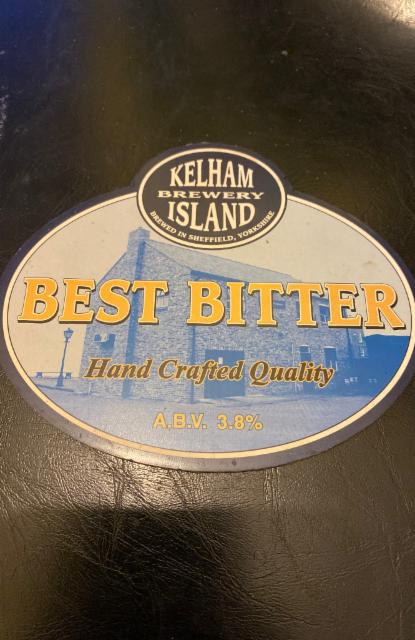 KELHAM
BREWERY
ISLAND
BREWED IN SHEFFIELD, YORKSHIRE
BEST BITTER
Hand Crafted Quality
A.B.V. 3.8%